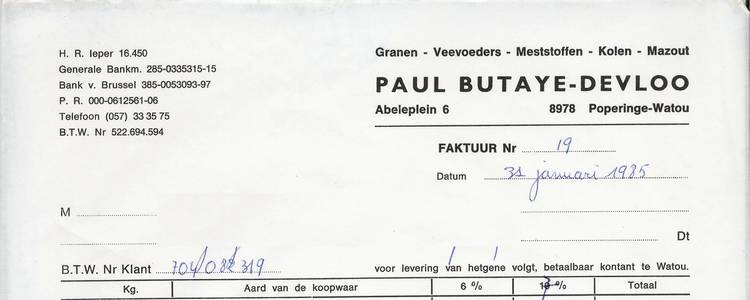 H. R. Ieper 16.450
Generale Bankm. 285-0335315-15
Bank v. Brussel 385-0053093-97
P. R. 000-0612561-06
Telefoon (057) 33 35 75
B.T.W. Nr 522.694.594
Granen - Veevoeders - Meststoffen - Kolen - Mazout
PAUL BUTAYE-DEVLOO
Abeleplein 6 8978 Poperinge-Watou
FAKTUUR Nr 19
Datum 31 januari 1985
M
Dt
B.T.W. Nr Klant 704/082/319
voor levering van hetgene volgt, betaalbaar kontant te Watou.
Kg. Aard van de koopwaar 6 % % Totaal